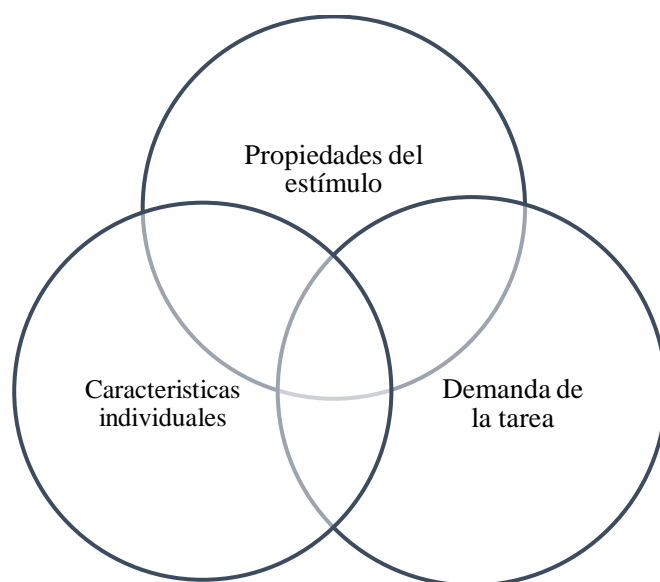 Propiedades del
estímulo
Caracteristicas
individuales
Demanda de
la tarea